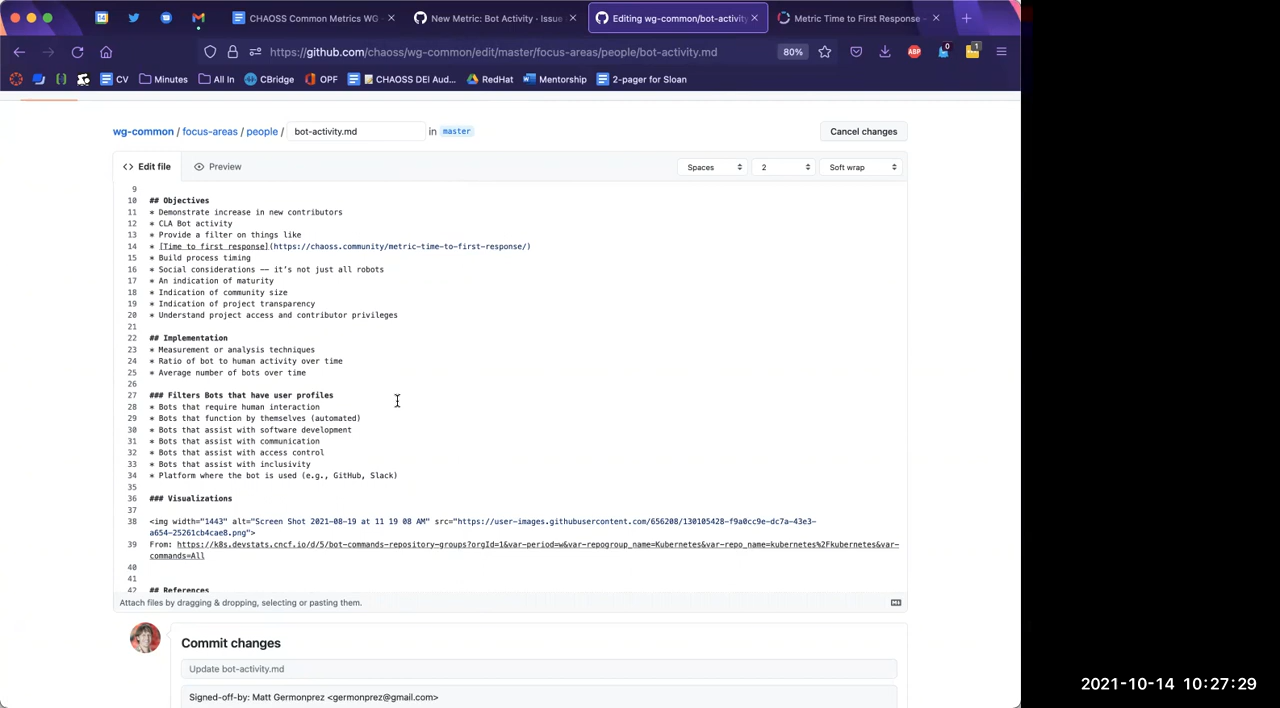 CHAOSS Common Metrics WG
New Metric: Bot Activity - Issue
Editing wg-common/bot-activity
Metric Time to First Response -
https://github.com/chaoss/wg-common/edit/master/focus-areas/people/bot-activity.md
80%
CV
Minutes
All In
CBridge
OPF
CHAOSS DEI Aud...
RedHat
Mentorship
2-pager for Sloan
wg-common / focus-areas / people / bot-activity.md in master
Cancel changes
Edit file
Preview
Spaces
2
Soft wrap
9
10 ## Objectives
11 * Demonstrate increase in new contributors
12 * CLA Bot activity
13 * Provide a filter on things like
14 * [Time to first response](https://chaoss.community/metric-time-to-first-response/)
15 * Build process timing
16 * Social considerations -- it's not just all robots
17 * An indication of maturity
18 * Indication of community size
19 * Indication of project transparency
20 * Understand project access and contributor privileges
21
22 ## Implementation
23 * Measurement or analysis techniques
24 * Ratio of bot to human activity over time
25 * Average number of bots over time
26
27 ### Filters Bots that have user profiles
28 * Bots that require human interaction
29 * Bots that function by themselves (automated)
30 * Bots that assist with software development
31 * Bots that assist with communication
32 * Bots that assist with access control
33 * Bots that assist with inclusivity
34 * Platform where the bot is used (e.g., GitHub, Slack)
35
36 ### Visualizations
37
38 <img width="1443" alt="Screen Shot 2021-08-19 at 11 19 08 AM" src="https://user-images.githubusercontent.com/656208/130105428-f9a0cc9e-dc7a-43e3-
a654-25261cb4cae8.png">
39 From: https://k8s.devstats.cncf.io/d/5/bot-commands-repository-groups?orgId=1&var-period=w&var-repogroup_name=Kubernetes&var-repo_name=kubernetes%2Fkubernetes&var-
commands=All
40
41
42 ## References
Attach files by dragging & dropping, selecting or pasting them.
Commit changes
Update bot-activity.md
Signed-off-by: Matt Germonprez <germonprez@gmail.com>
2021-10-14 10:27:29